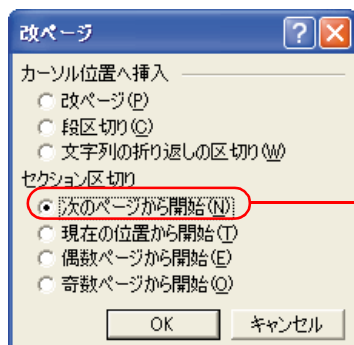 改ページ
カーソル位置へ挿入
改ページ(P)
段区切り(C)
文字列の折り返しの区切り(W)
セクション区切り
次のページから開始(N)
現在の位置から開始(T)
偶数ページから開始(E)
奇数ページから開始(O)
OK キャンセル